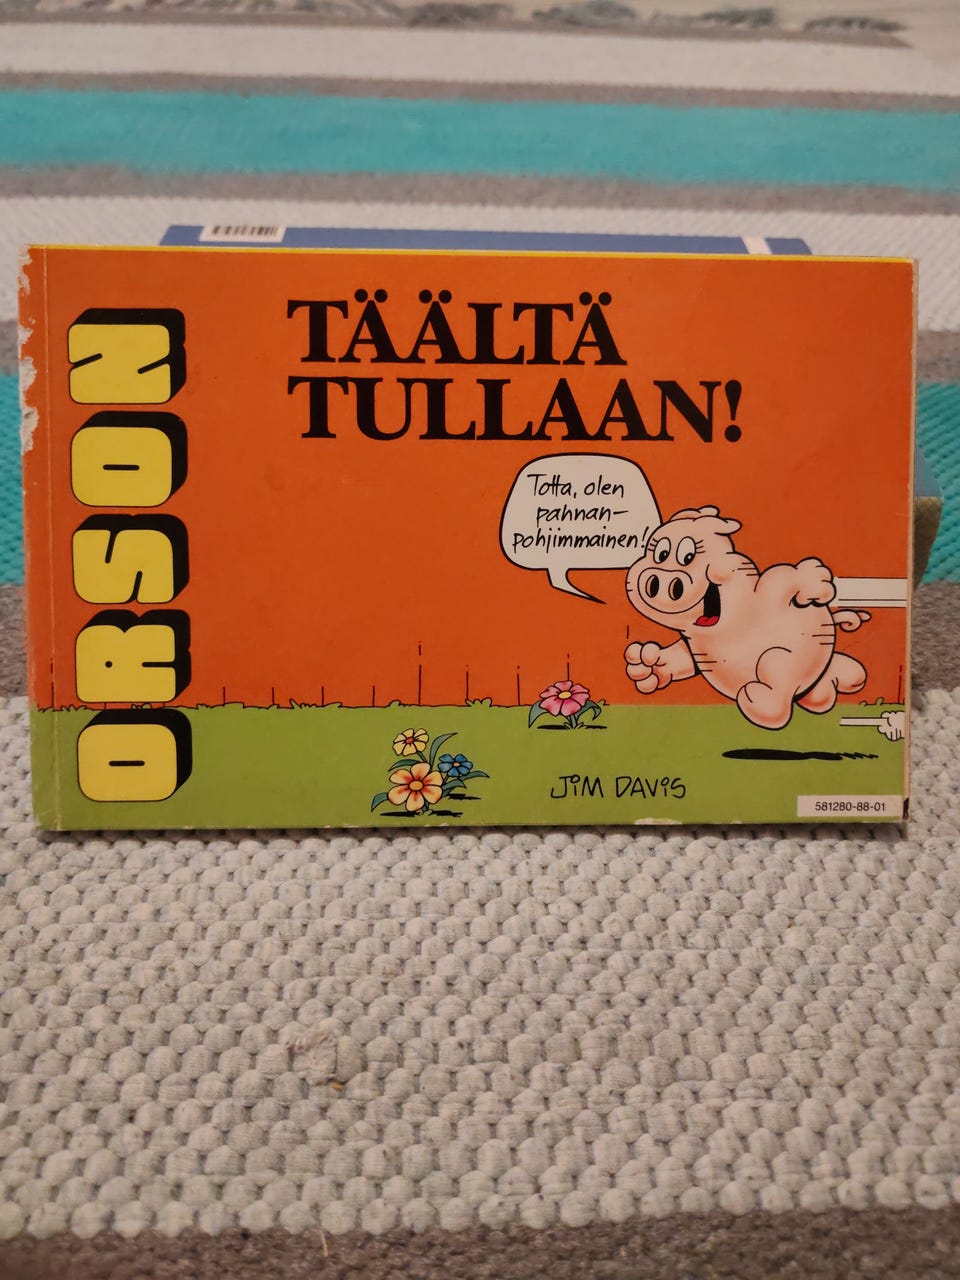 ORSON
TÄÄLTÄ
TULLAAN!
Totta, olen
pahnan-
pohjimmainen!
JIM DAVIS
581280-88-01